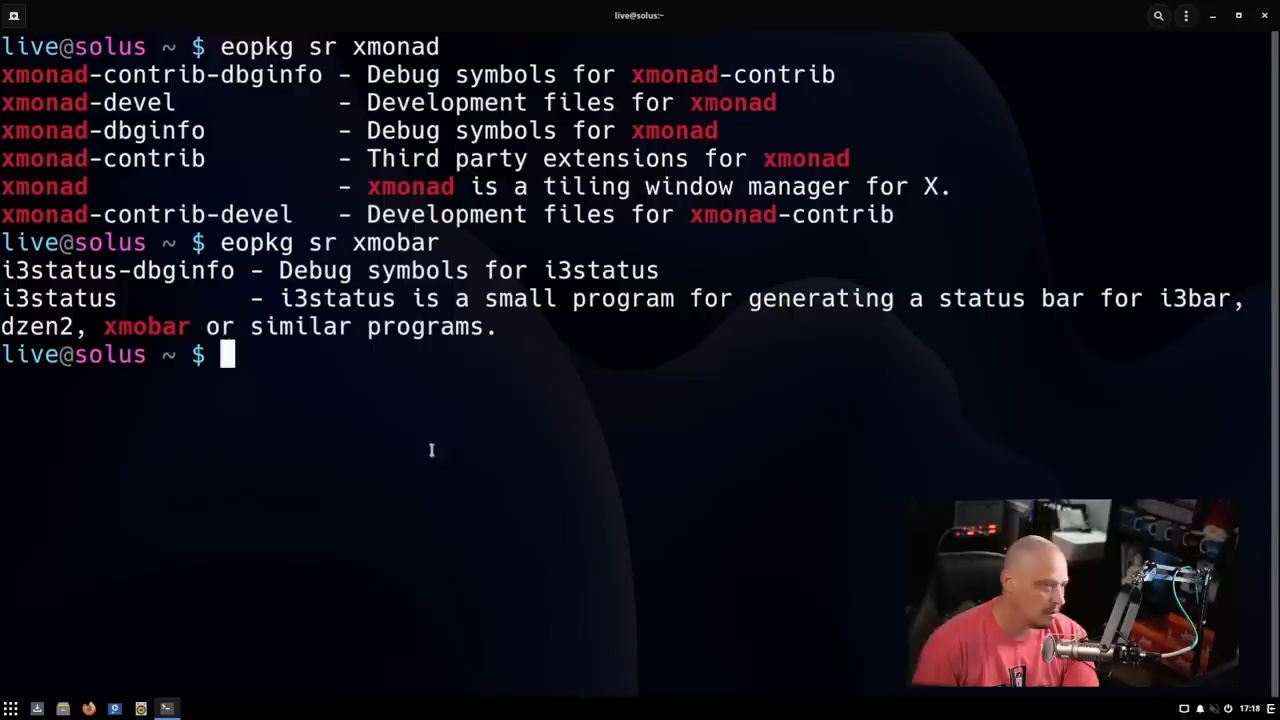 live@solus:~
live@solus ~ $ eopkg sr xmonad
xmonad-contrib-dbginfo - Debug symbols for xmonad-contrib
xmonad-devel - Development files for xmonad
xmonad-dbginfo - Debug symbols for xmonad
xmonad-contrib - Third party extensions for xmonad
xmonad - xmonad is a tiling window manager for X.
xmonad-contrib-devel - Development files for xmonad-contrib
live@solus ~ $ eopkg sr xmobar
i3status-dbginfo - Debug symbols for i3status
i3status - i3status is a small program for generating a status bar for i3bar,
dzen2, xmobar or similar programs.
live@solus ~ $
17:18